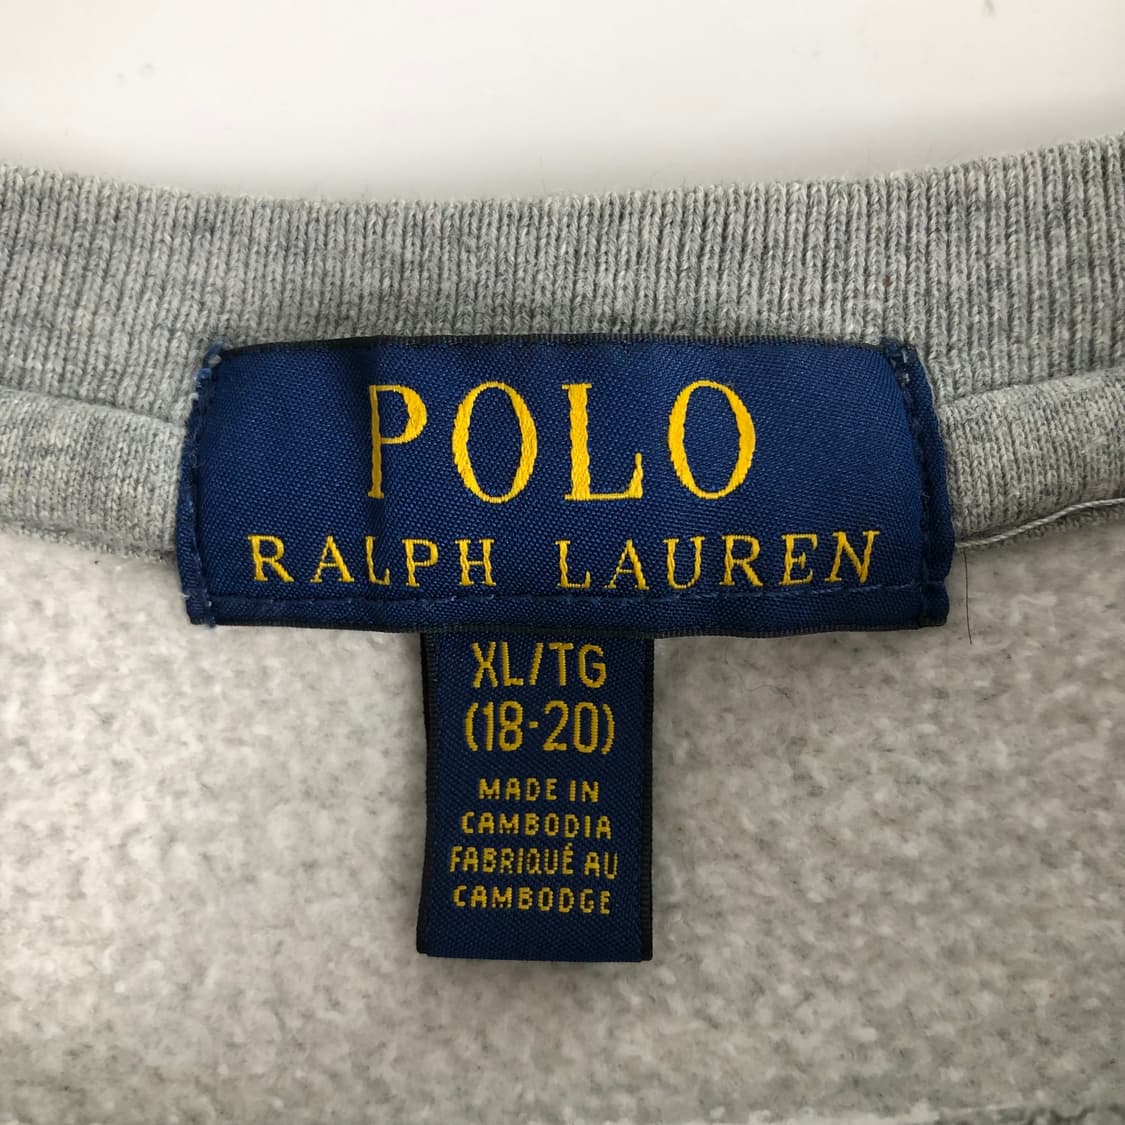 POLO
RALPH LAUREN
XL/TG
(18-20)
MADE IN
CAMBODIA
FABRIQUÉ AU
CAMBODGE